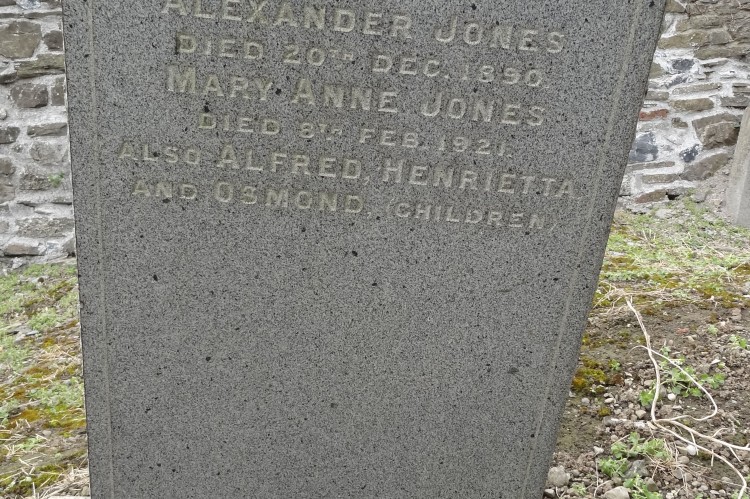 ALEXANDER JONES
DIED 20TH DEC. 1890.
MARY ANNE JONES
DIED 8TH FEB. 1921.
ALSO ALFRED, HENRIETTA
AND OSMOND, (CHILDREN)